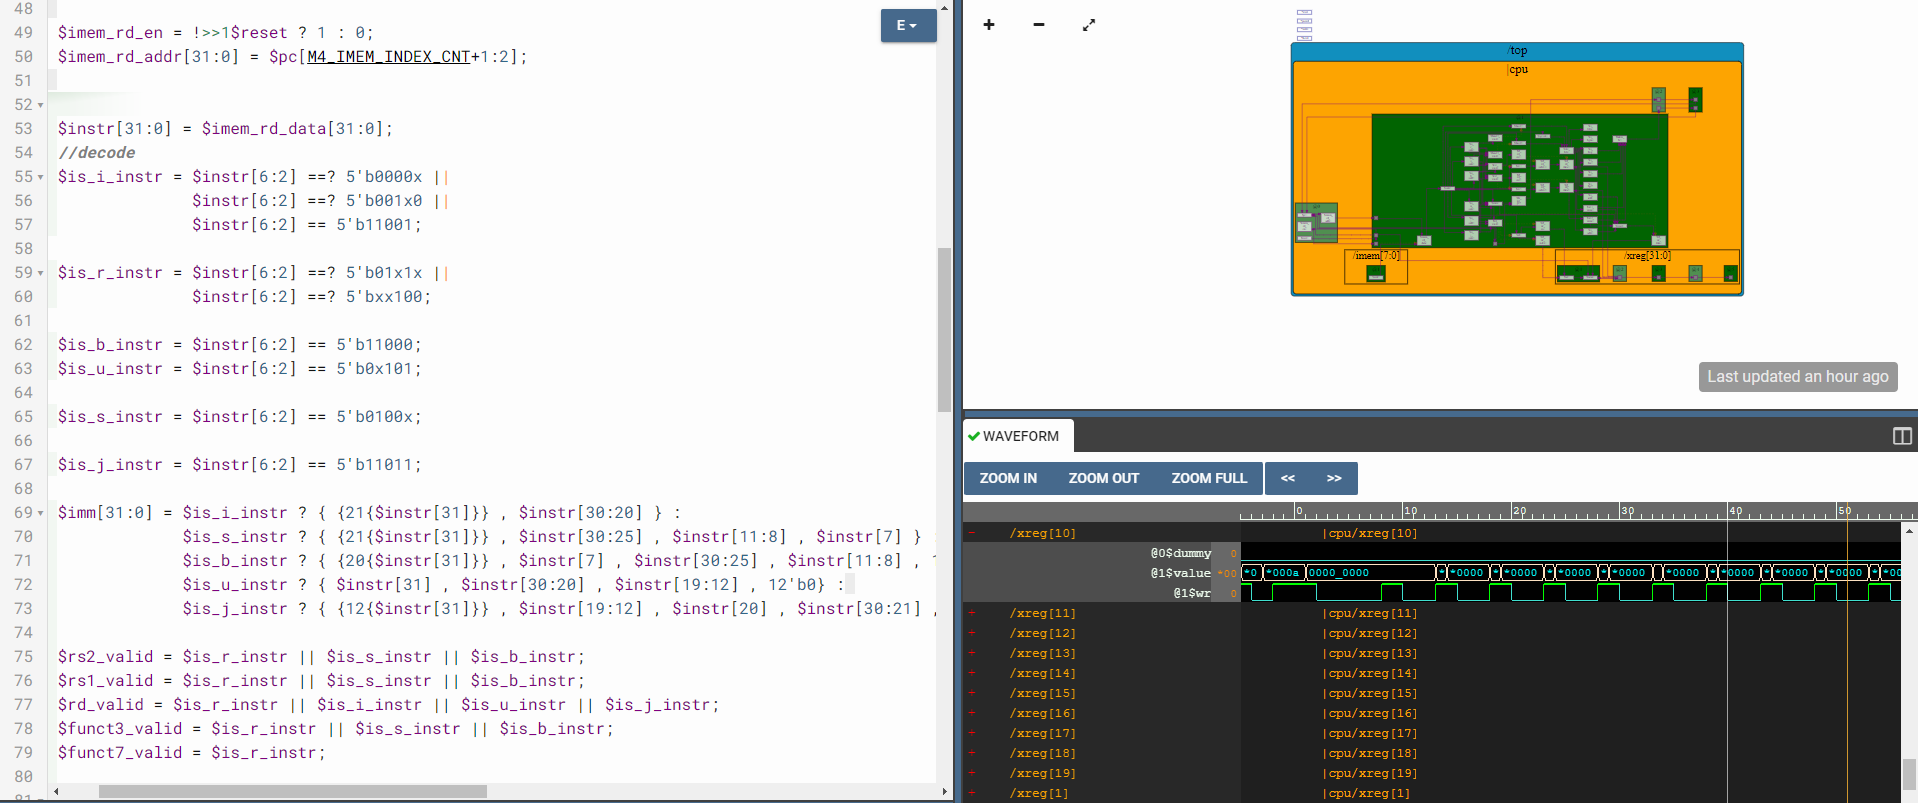 48
49 $imem_rd_en = !>>1$reset ? 1 : 0;
50 $imem_rd_addr[31:0] = $pc[M4_IMEM_INDEX_CNT+1:2];
51
52
53 $instr[31:0] = $imem_rd_data[31:0];
54 //decode
55 $is_i_instr = $instr[6:2] ==? 5'b0000x ||
56 $instr[6:2] ==? 5'b001x0 ||
57 $instr[6:2] == 5'b11001;
58
59 $is_r_instr = $instr[6:2] ==? 5'b01x1x ||
60 $instr[6:2] ==? 5'bxx100;
61
62 $is_b_instr = $instr[6:2] == 5'b11000;
63 $is_u_instr = $instr[6:2] == 5'b0x101;
64
65 $is_s_instr = $instr[6:2] == 5'b0100x;
66
67 $is_j_instr = $instr[6:2] == 5'b11011;
68
69 $imm[31:0] = $is_i_instr ? { {21{$instr[31]}} , $instr[30:20] } :
70 $is_s_instr ? { {21{$instr[31]}} , $instr[30:25] , $instr[11:8] , $instr[7] }
71 $is_b_instr ? { {20{$instr[31]}} , $instr[7] , $instr[30:25] , $instr[11:8] ,
72 $is_u_instr ? { $instr[31] , $instr[30:20] , $instr[19:12] , 12'b0} :
73 $is_j_instr ? { {12{$instr[31]}} , $instr[19:12] , $instr[20] , $instr[30:21] ,
74
75 $rs2_valid = $is_r_instr || $is_s_instr || $is_b_instr;
76 $rs1_valid = $is_r_instr || $is_s_instr || $is_b_instr;
77 $rd_valid = $is_r_instr || $is_i_instr || $is_u_instr || $is_j_instr;
78 $funct3_valid = $is_r_instr || $is_s_instr || $is_b_instr;
79 $funct7_valid = $is_r_instr;
80
81
E
/top
|cpu
/imem[7:0]
/xreg[31:0]
Last updated an hour ago
WAVEFORM
ZOOM IN ZOOM OUT ZOOM FULL << >>
0 10 20 30 40 50
- /xreg[10] |cpu/xreg[10]
@0$dummy 0
@1$value *00 *0 *000a 0000_0000 * *0000 * *0 * *0000 * *0000 * *0000 * *0000 * *0000 * *0000 * *00
@1$wr 0
+ /xreg[11] |cpu/xreg[11]
+ /xreg[12] |cpu/xreg[12]
+ /xreg[13] |cpu/xreg[13]
+ /xreg[14] |cpu/xreg[14]
+ /xreg[15] |cpu/xreg[15]
+ /xreg[16] |cpu/xreg[16]
+ /xreg[17] |cpu/xreg[17]
+ /xreg[18] |cpu/xreg[18]
+ /xreg[19] |cpu/xreg[19]
+ /xreg[1] |cpu/xreg[1]